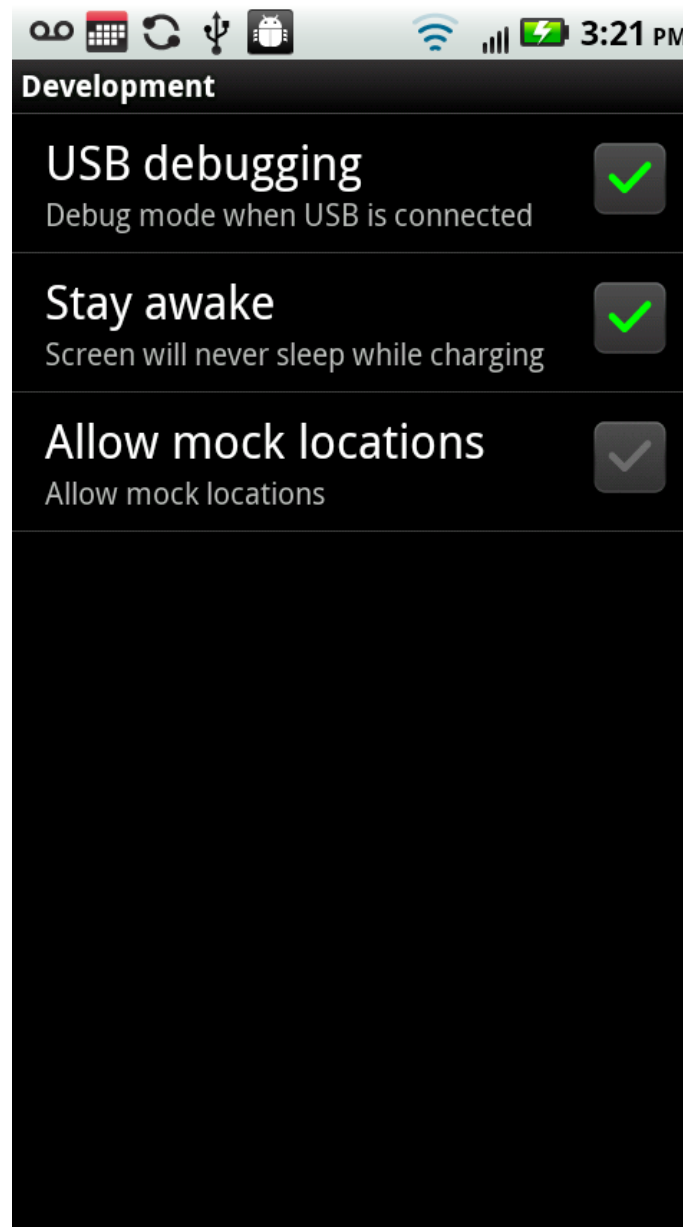 3:21 PM
Development
USB debugging
Debug mode when USB is connected
Stay awake
Screen will never sleep while charging
Allow mock locations
Allow mock locations